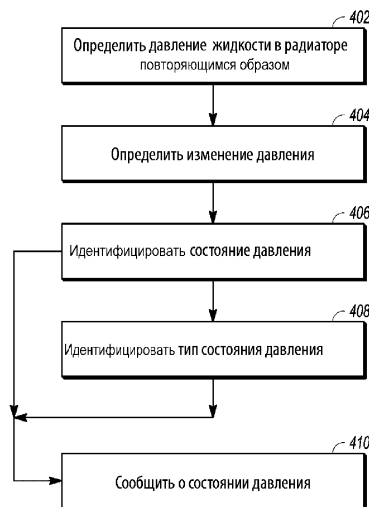 402
Определить давление жидкости в радиаторе
повторяющимся образом
404
Определить изменение давления
406
Идентифицировать состояние давления
408
Идентифицировать тип состояния давления
410
Сообщить о состоянии давления